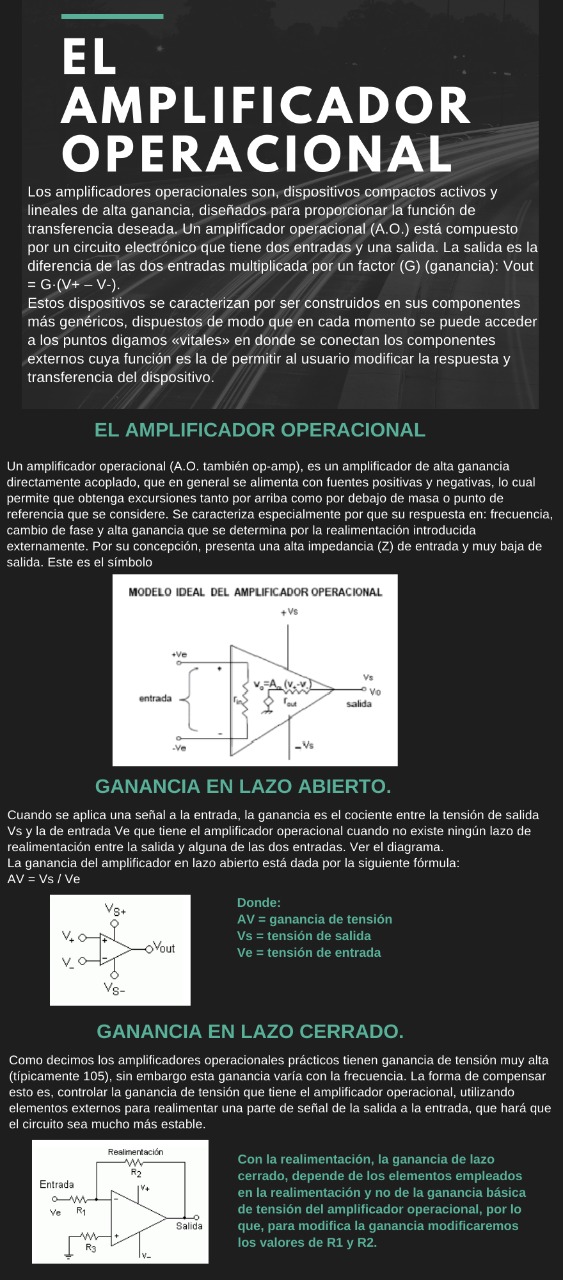 EL
AMPLIFICADOR
OPERACIONAL
Los amplificadores operacionales son, dispositivos compactos activos y
lineales de alta ganancia, diseñados para proporcionar la función de
transferencia deseada. Un amplificador operacional (A.O.) está compuesto
por un circuito electrónico que tiene dos entradas y una salida. La salida es la
diferencia de las dos entradas multiplicada por un factor (G) (ganancia): Vout
= G·(V+ – V-).
Estos dispositivos se caracterizan por ser construidos en sus componentes
más genéricos, dispuestos de modo que en cada momento se puede acceder
a los puntos digamos «vitales» en donde se conectan los componentes
externos cuya función es la de permitir al usuario modificar la respuesta y
transferencia del dispositivo.
EL AMPLIFICADOR OPERACIONAL
Un amplificador operacional (A.O. también op-amp), es un amplificador de alta ganancia
directamente acoplado, que en general se alimenta con fuentes positivas y negativas, lo cual
permite que obtenga excursiones tanto por arriba como por debajo de masa o punto de
referencia que se considere. Se caracteriza especialmente por que su respuesta en: frecuencia,
cambio de fase y alta ganancia que se determina por la realimentación introducida
externamente. Por su concepción, presenta una alta impedancia (Z) de entrada y muy baja de
salida. Este es el símbolo
MODELO IDEAL DEL AMPLIFICADOR OPERACIONAL
+Vs
+Ve
+
entrada
rin
rout
Vs
Vo
salida
-
-Ve
-Vs
GANANCIA EN LAZO ABIERTO.
Cuando se aplica una señal a la entrada, la ganancia es el cociente entre la tensión de salida
Vs y la de entrada Ve que tiene el amplificador operacional cuando no existe ningún lazo de
realimentación entre la salida y alguna de las dos entradas. Ver el diagrama.
La ganancia del amplificador en lazo abierto está dada por la siguiente fórmula:
AV = Vs / Ve
VS+
V+
+
V-
-
Vout
VS-
Donde:
AV = ganancia de tensión
Vs = tensión de salida
Ve = tensión de entrada
GANANCIA EN LAZO CERRADO.
Como decimos los amplificadores operacionales prácticos tienen ganancia de tensión muy alta
(típicamente 105), sin embargo esta ganancia varía con la frecuencia. La forma de compensar
esto es, controlar la ganancia de tensión que tiene el amplificador operacional, utilizando
elementos externos para realimentar una parte de señal de la salida a la entrada, que hará que
el circuito sea mucho más estable.
Realimentación
R2
Entrada
Ve
R1
V+
-
+
Salida
R3
V-
Con la realimentación, la ganancia de lazo
cerrado, depende de los elementos empleados
en la realimentación y no de la ganancia básica
de tensión del amplificador operacional, por lo
que, para modifica la ganancia modificaremos
los valores de R1 y R2.